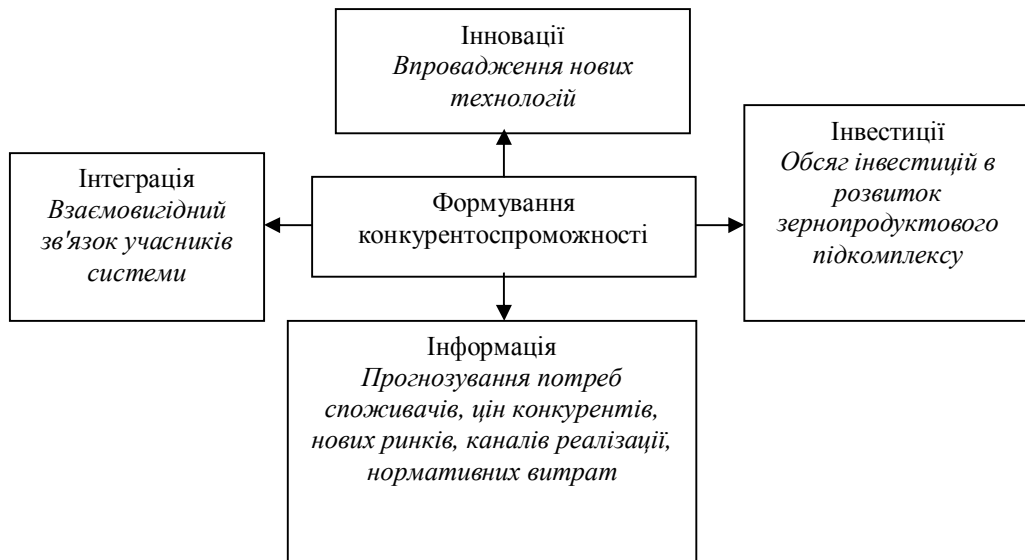 Інновації
Впровадження нових
технологій
Інтеграція
Взаємовигідний
зв'язок учасників
системи
Формування
конкурентоспроможності
Інвестиції
Обсяг інвестицій в
розвиток
зернопродуктового
підкомплексу
Інформація
Прогнозування потреб
споживачів, цін конкурентів,
нових ринків, каналів реалізації,
нормативних витрат